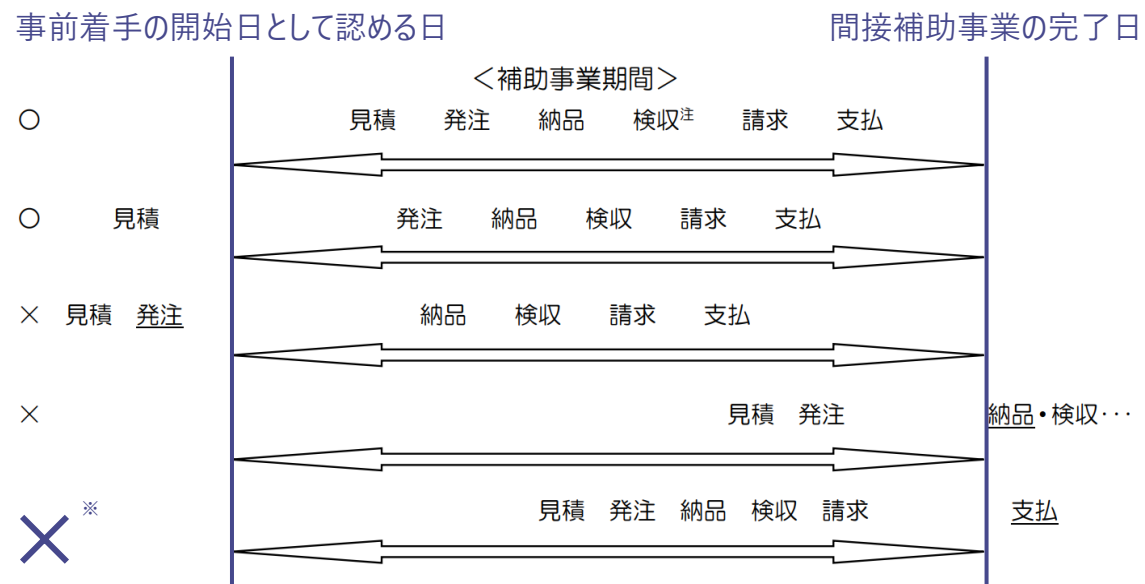 事前着手の開始日として認める日 間接補助事業の完了日
＜補助事業期間＞
○ 見積 発注 納品 検収注 請求 支払
○ 見積 発注 納品 検収 請求 支払
× 見積 発注 納品 検収 請求 支払
× 見積 発注 納品・検収･･･
×※ 見積 発注 納品 検収 請求 支払